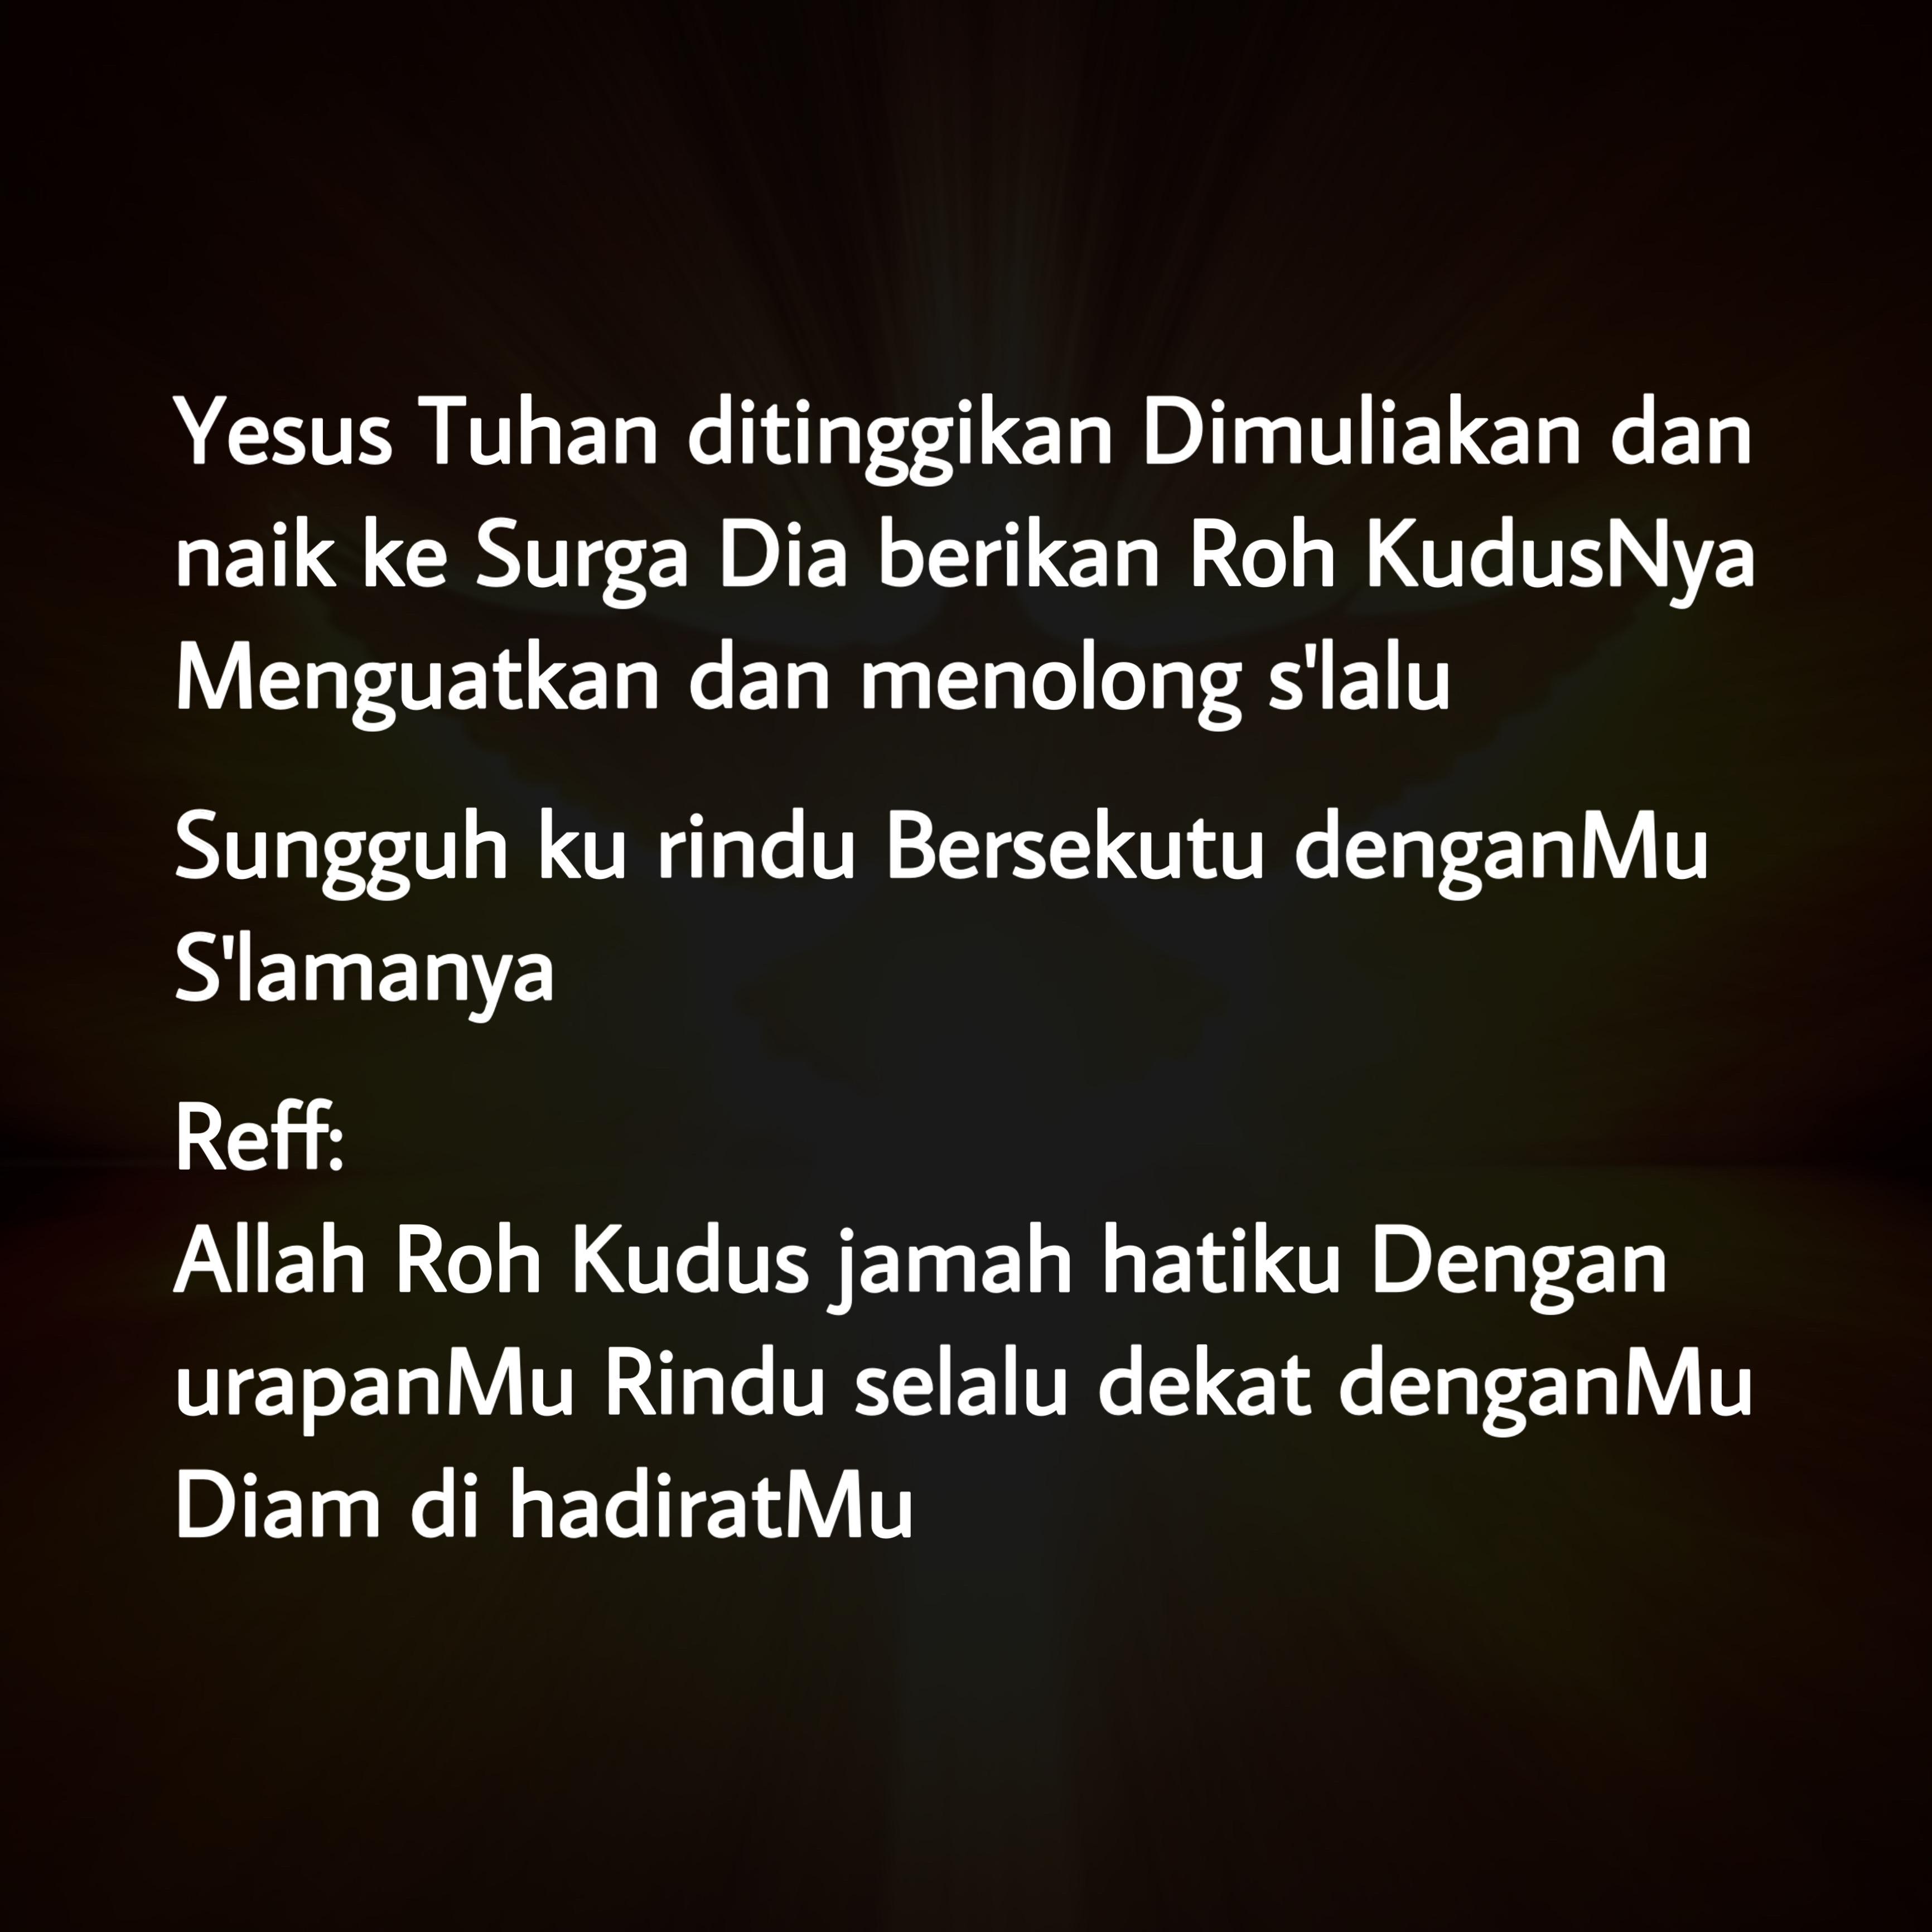 Yesus Tuhan ditinggikan Dimuliakan dan
naik ke Surga Dia berikan Roh KudusNya
Menguatkan dan menolong s'lalu
Sungguh ku rindu Bersekutu denganMu
S'lamanya
Reff:
Allah Roh Kudus jamah hatiku Dengan
urapanMu Rindu selalu dekat denganMu
Diam di hadiratMu